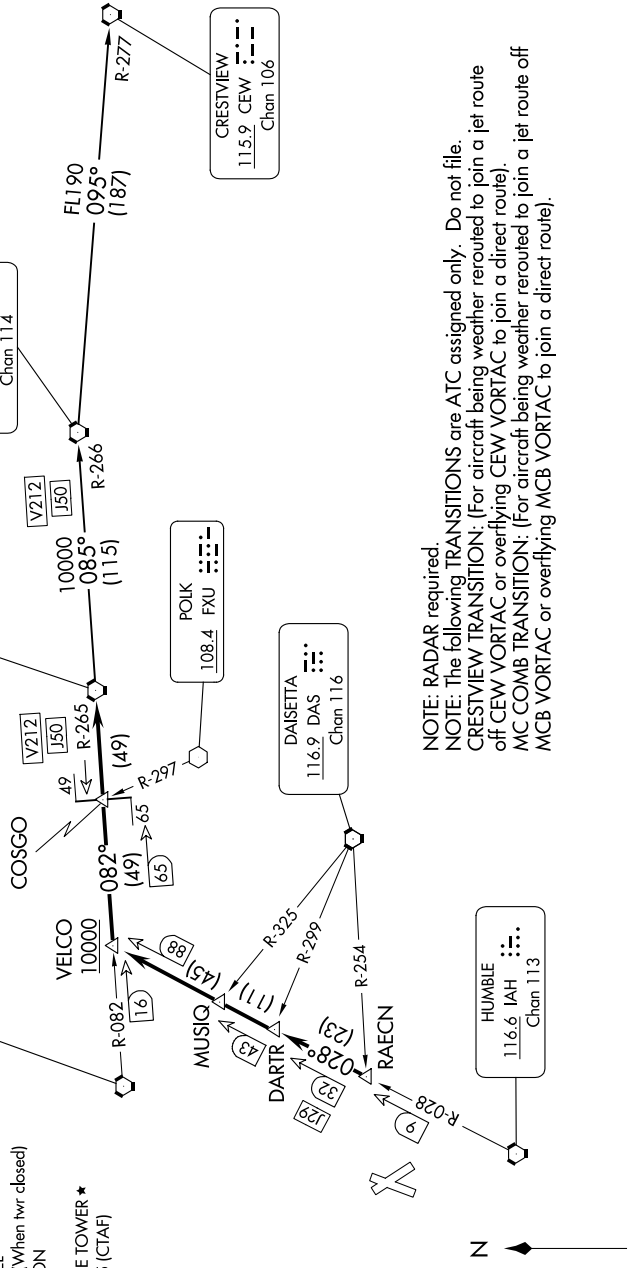 (When twr closed)
E TOWER ★
(CTAF)
N
HUMBLE
116.6 IAH
Chan 113
R-028
9
RAECN
R-254
028°
(23)
32
J29
DARTR
R-299
(11)
43
MUSIQ
R-325
(45)
88
DAISETTA
116.9 DAS
Chan 116
VELCO
10000
R-082
16
082°
(49)
65
COSGO
49
65
R-297
POLK
108.4 FXU
V212
J50
R-265
(49)
10000
085°
(115)
V212
J50
R-266
Chan 114
FL190
095°
(187)
R-277
CRESTVIEW
115.9 CEW
Chan 106
NOTE: RADAR required.
NOTE: The following TRANSITIONS are ATC assigned only. Do not file.
CRESTVIEW TRANSITION: (For aircraft being weather rerouted to join a jet route
off CEW VORTAC or overflying CEW VORTAC to join a direct route).
MC COMB TRANSITION: (For aircraft being weather rerouted to join a jet route off
MCB VORTAC or overflying MCB VORTAC to join a direct route).